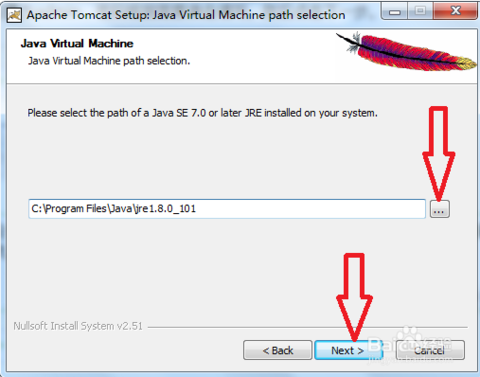 Apache Tomcat Setup: Java Virtual Machine path selection
Java Virtual Machine
Java Virtual Machine path selection.
Please select the path of a Java SE 7.0 or later JRE installed on your system.
C:\Program Files\Java\jre1.8.0_101
...
Nullsoft Install System v2.51
< Back
Next >
Cancel